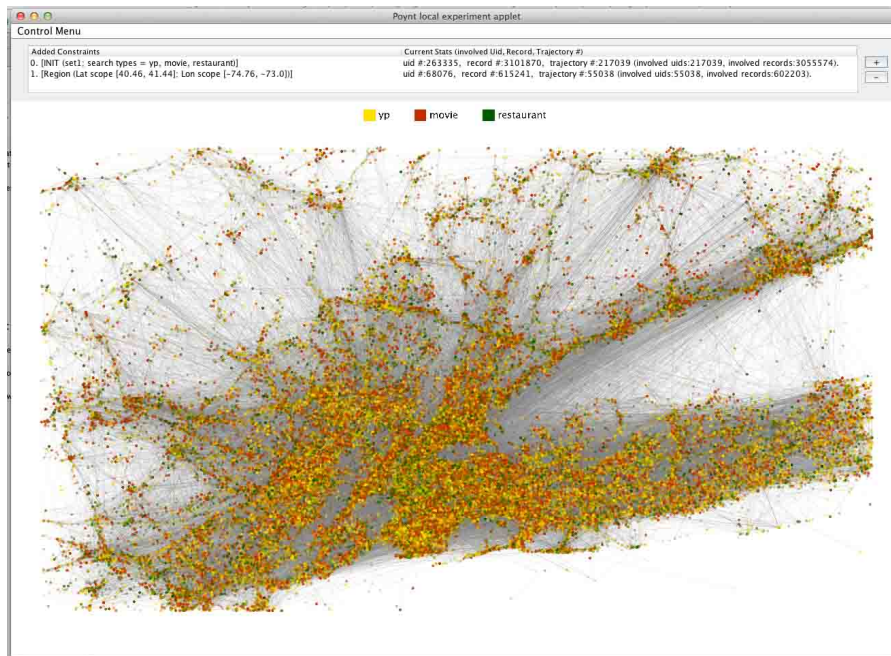 Poynt local experiment applet
Control Menu
Added Constraints Current Stats (involved Uid, Record, Trajectory #)
0. [INIT (set1; search types = yp, movie, restaurant)] uid #:263335, record #:3101870, trajectory #:217039 (involved uids:217039, involved records:3055574).
1. [Region (Lat scope [40.46, 41.44]; Lon scope [-74.76, -73.0])] uid #:68076, record #:615241, trajectory #:55038 (involved uids:55038, involved records:602203).
+
−
yp movie restaurant